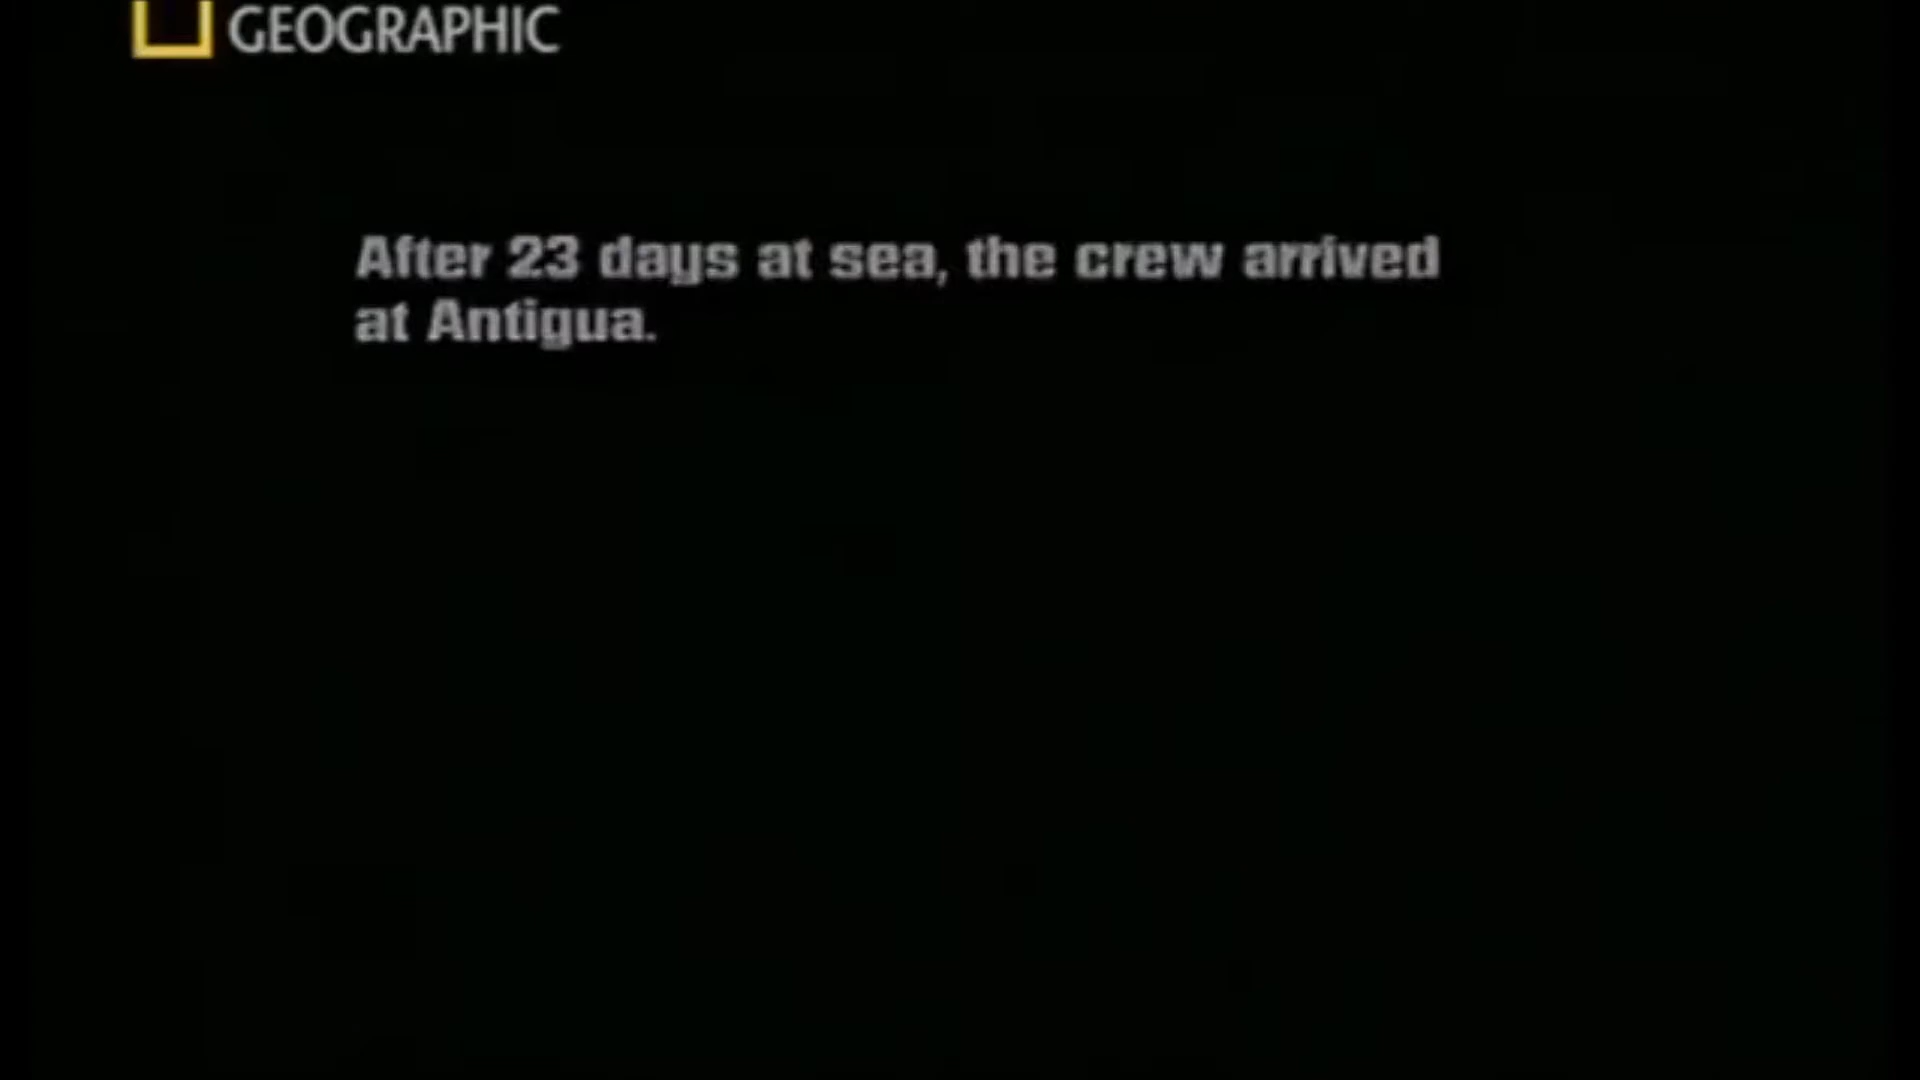 GEOGRAPHIC
After 23 days at sea, the crew arrived
at Antigua.